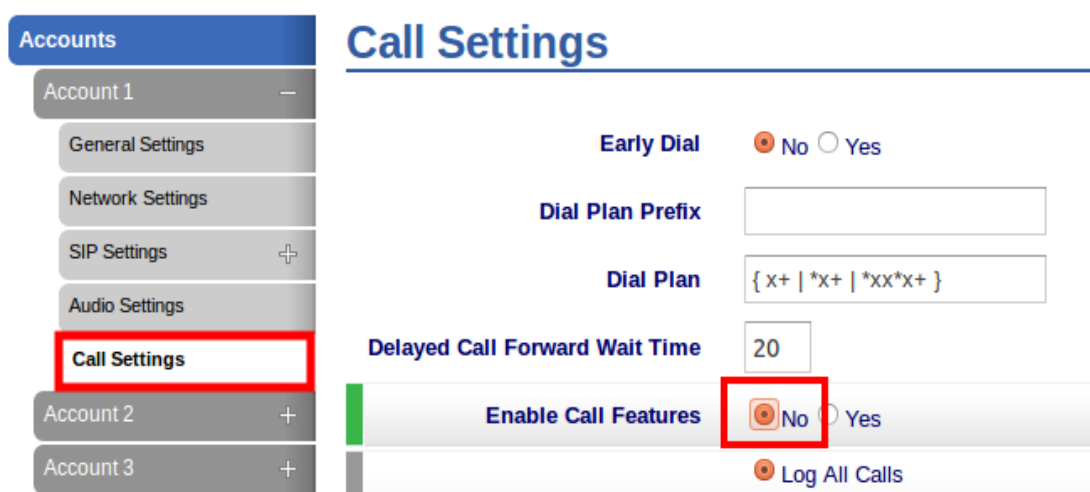 Accounts
Account 1
General Settings
Network Settings
SIP Settings
Audio Settings
Call Settings
Account 2
Account 3
Call Settings
Early Dial No Yes
Dial Plan Prefix
Dial Plan { x+ | *x+ | *xx*x+ }
Delayed Call Forward Wait Time 20
Enable Call Features No Yes
Log All Calls